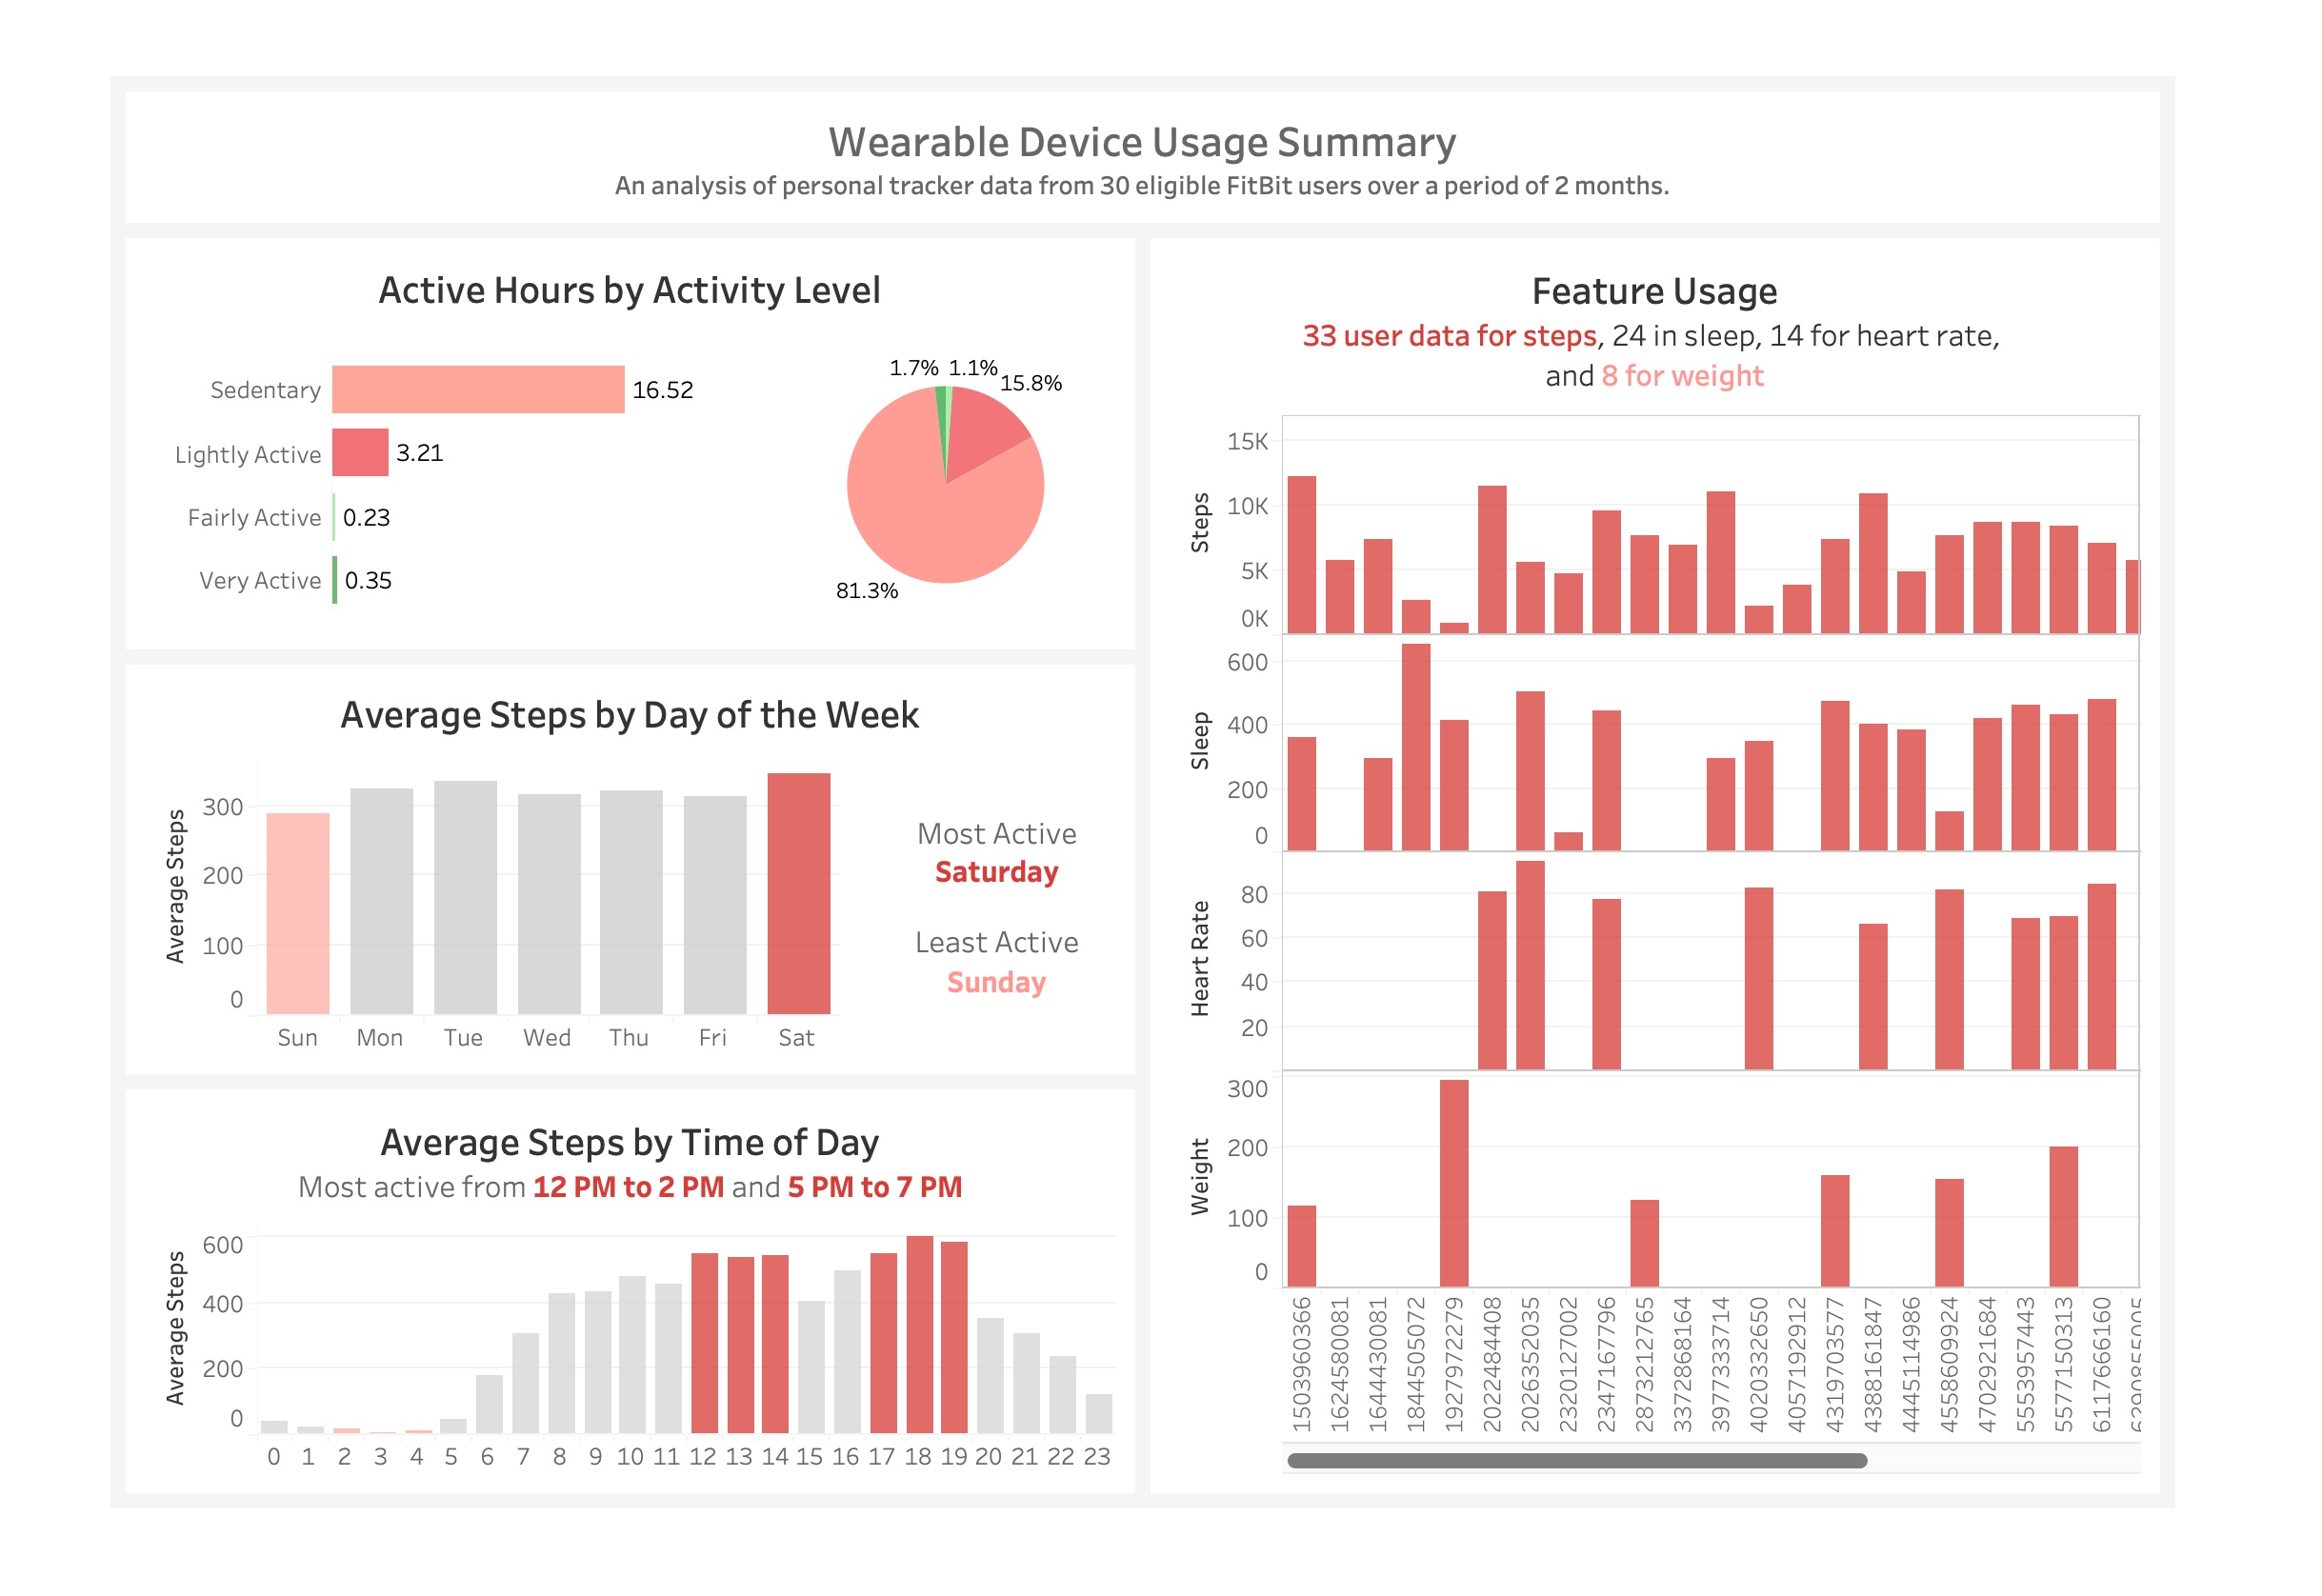 Wearable Device Usage Summary
An analysis of personal tracker data from 30 eligible FitBit users over a period of 2 months.
Active Hours by Activity Level
Sedentary 16.52
Lightly Active 3.21
Fairly Active 0.23
Very Active 0.35
1.7% 1.1%
15.8%
81.3%
Average Steps by Day of the Week
Average Steps
300
200
100
0
Sun Mon Tue Wed Thu Fri Sat
Most Active
Saturday
Least Active
Sunday
Average Steps by Time of Day
Most active from 12 PM to 2 PM and 5 PM to 7 PM
Average Steps
600
400
200
0
0 1 2 3 4 5 6 7 8 9 10 11 12 13 14 15 16 17 18 19 20 21 22 23
Feature Usage
33 user data for steps, 24 in sleep, 14 for heart rate,
and 8 for weight
Steps
15K
10K
5K
0K
Sleep
600
400
200
0
Heart Rate
80
60
40
20
Weight
300
200
100
0
1503960366
1624580081
1644430081
1844505072
1927972279
2022484408
2026352035
2320127002
2347167796
2873212765
3372868164
3977333714
4020332650
4057192912
4319703577
4388161847
4445114986
4558609924
4702921684
5553957443
5577150313
6117666160